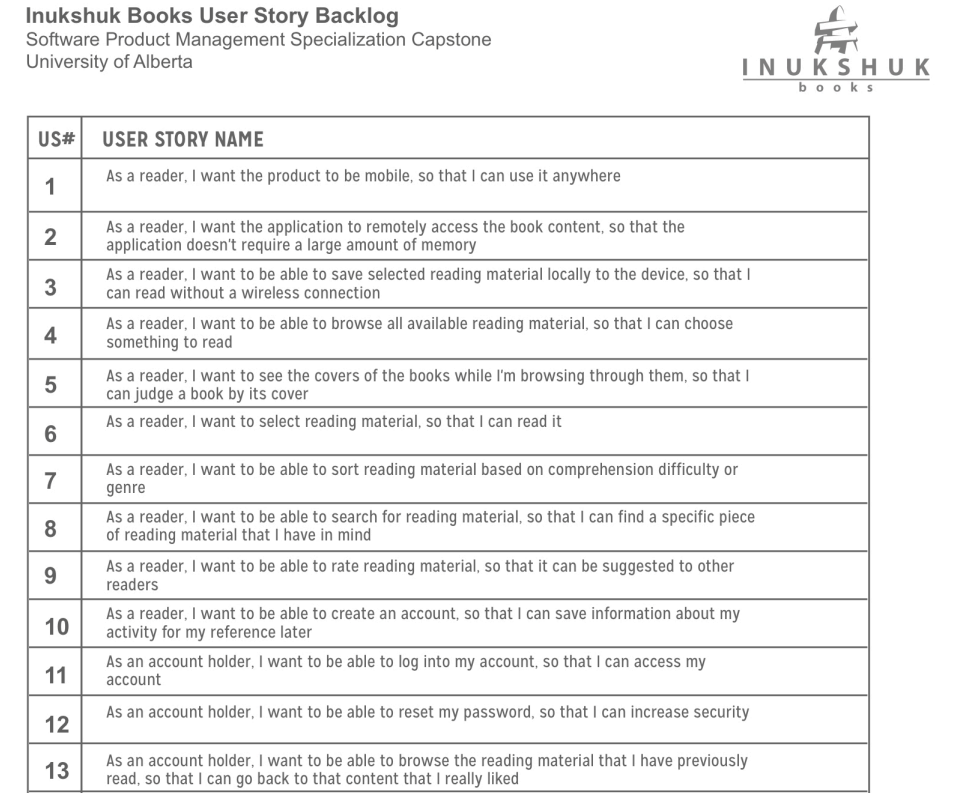 Inukshuk Books User Story Backlog
Software Product Management Specialization Capstone
University of Alberta
INUKSHUK
books
US# USER STORY NAME
1 As a reader, I want the product to be mobile, so that I can use it anywhere
2 As a reader, I want the application to remotely access the book content, so that the
application doesn't require a large amount of memory
3 As a reader, I want to be able to save selected reading material locally to the device, so that I
can read without a wireless connection
4 As a reader, I want to be able to browse all available reading material, so that I can choose
something to read
5 As a reader, I want to see the covers of the books while I'm browsing through them, so that I
can judge a book by its cover
6 As a reader, I want to select reading material, so that I can read it
7 As a reader, I want to be able to sort reading material based on comprehension difficulty or
genre
8 As a reader, I want to be able to search for reading material, so that I can find a specific piece
of reading material that I have in mind
9 As a reader, I want to be able to rate reading material, so that it can be suggested to other
readers
10 As a reader, I want to be able to create an account, so that I can save information about my
activity for my reference later
11 As an account holder, I want to be able to log into my account, so that I can access my
account
12 As an account holder, I want to be able to reset my password, so that I can increase security
13 As an account holder, I want to be able to browse the reading material that I have previously
read, so that I can go back to that content that I really liked